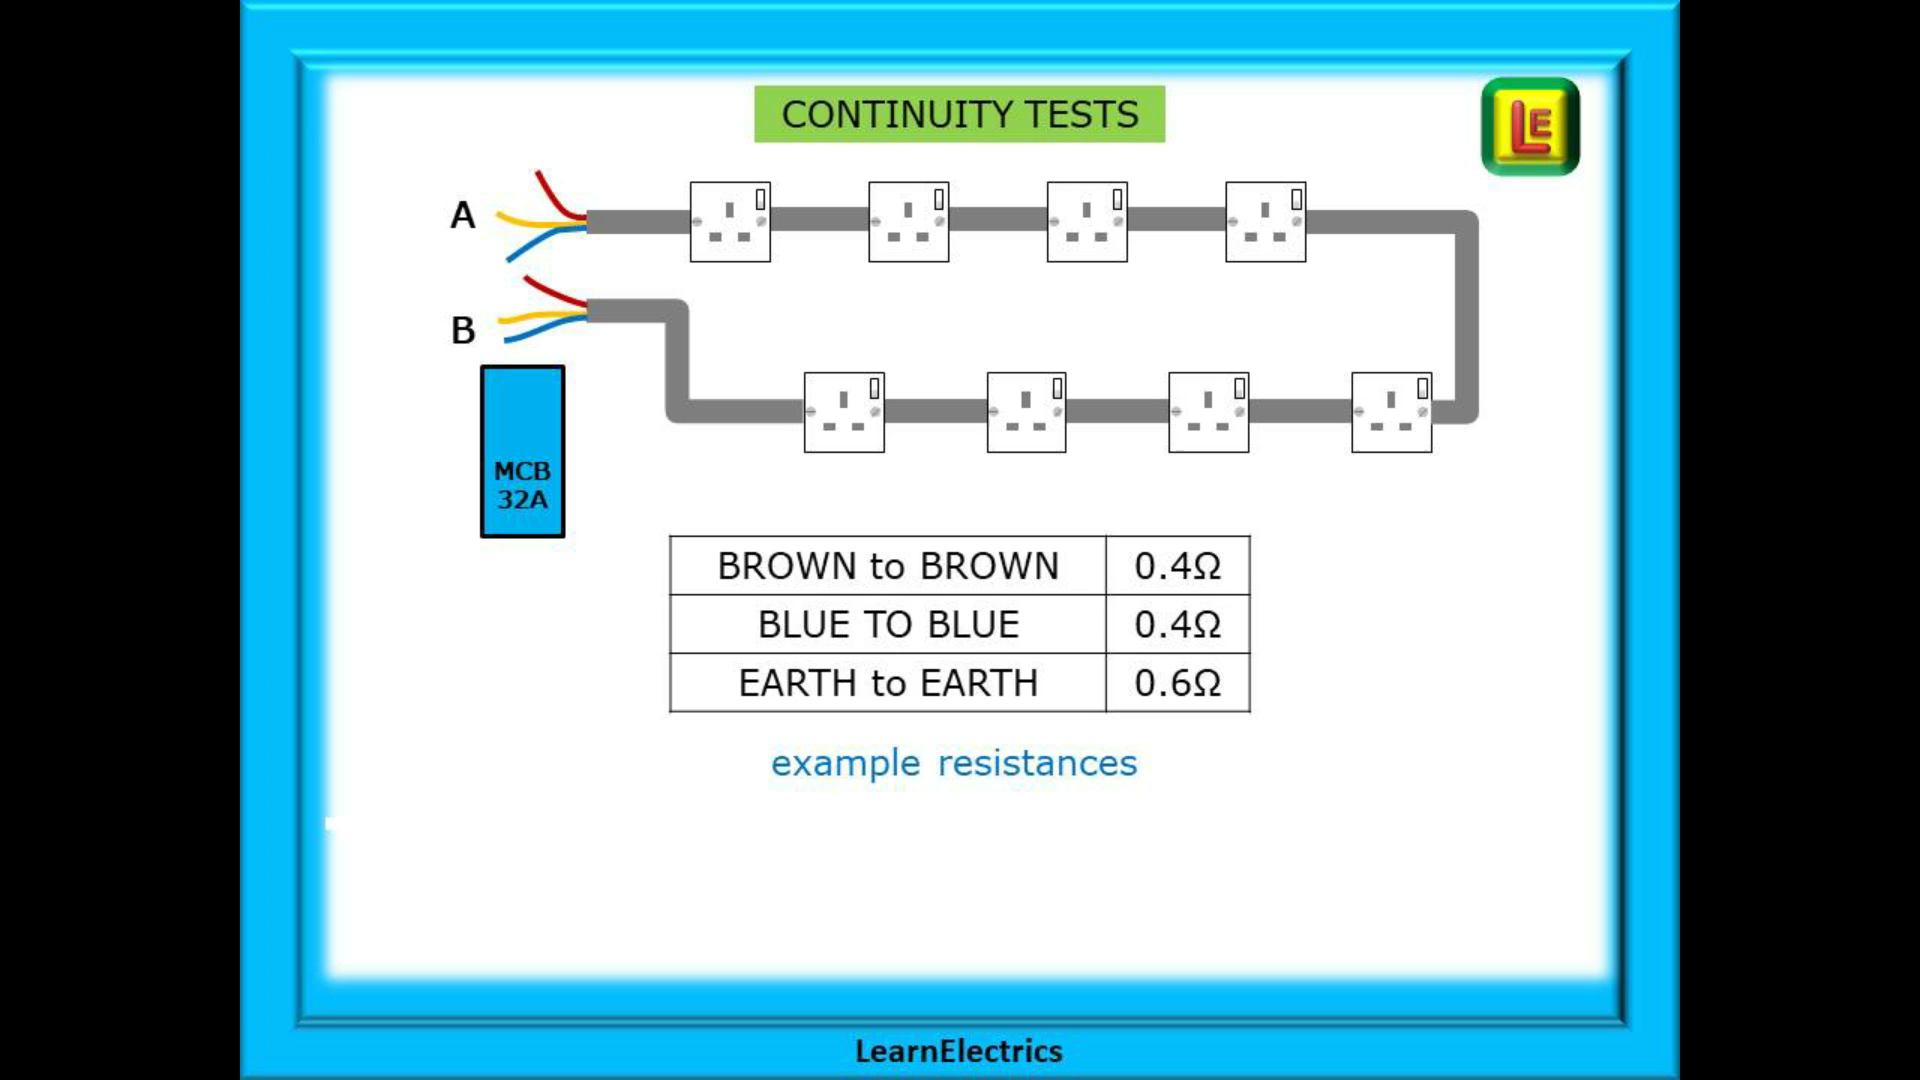 CONTINUITY TESTS
LE
A
B
MCB
32A
BROWN to BROWN 0.4Ω
BLUE TO BLUE 0.4Ω
EARTH to EARTH 0.6Ω
example resistances
LearnElectrics